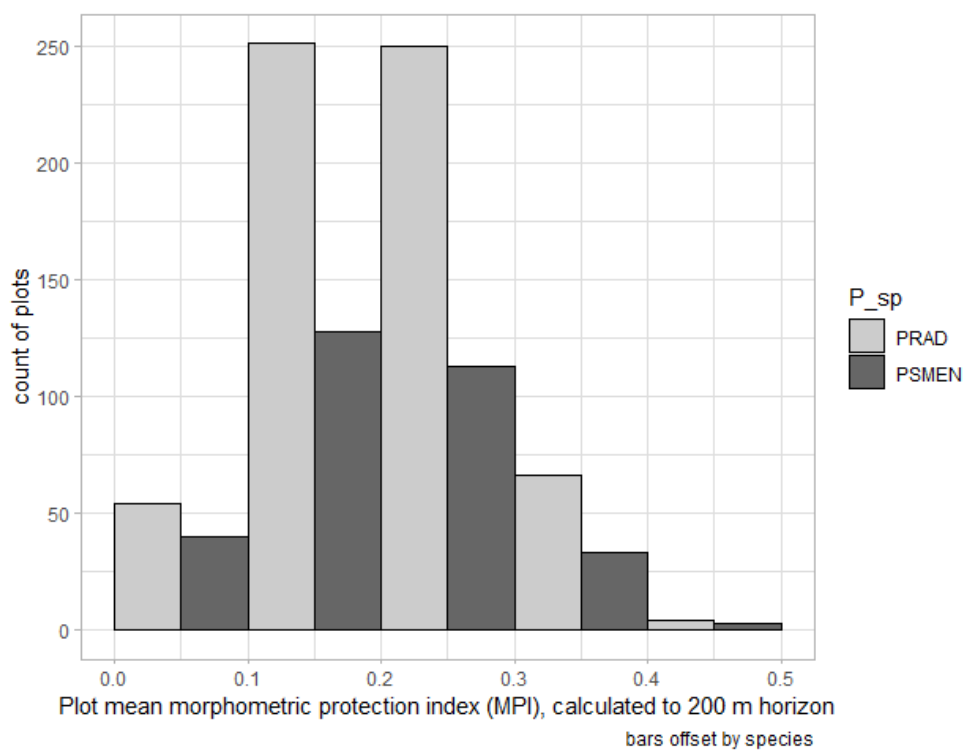 250
200
150
100
50
0
count of plots
0.0 0.1 0.2 0.3 0.4 0.5
Plot mean morphometric protection index (MPI), calculated to 200 m horizon
bars offset by species
P_sp
PRAD
PSMEN